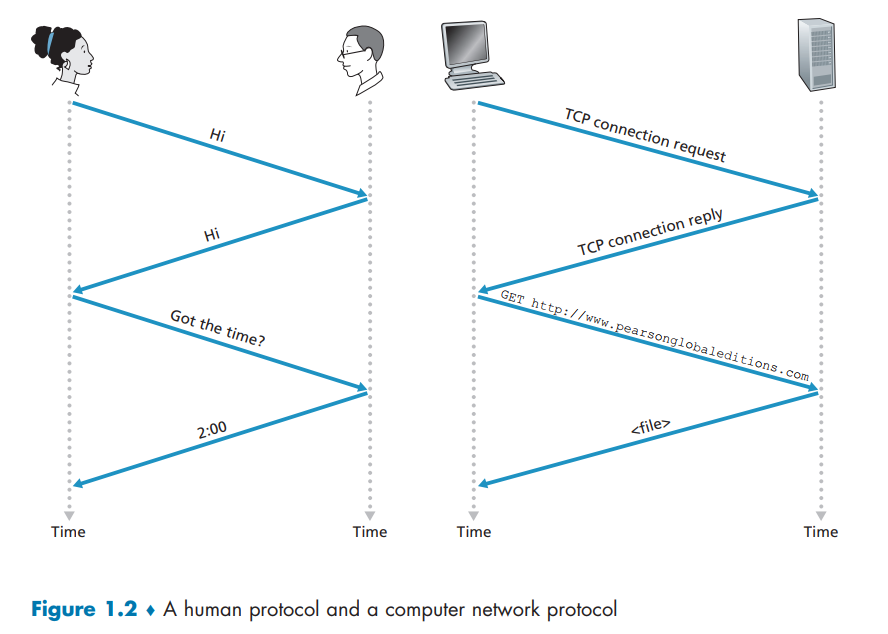 Hi
Hi
Got the time?
2:00
Time
Time
TCP connection request
TCP connection reply
GET http://www.pearsonglobaleditions.com
<file>
Time
Time
Figure 1.2 ♦ A human protocol and a computer network protocol